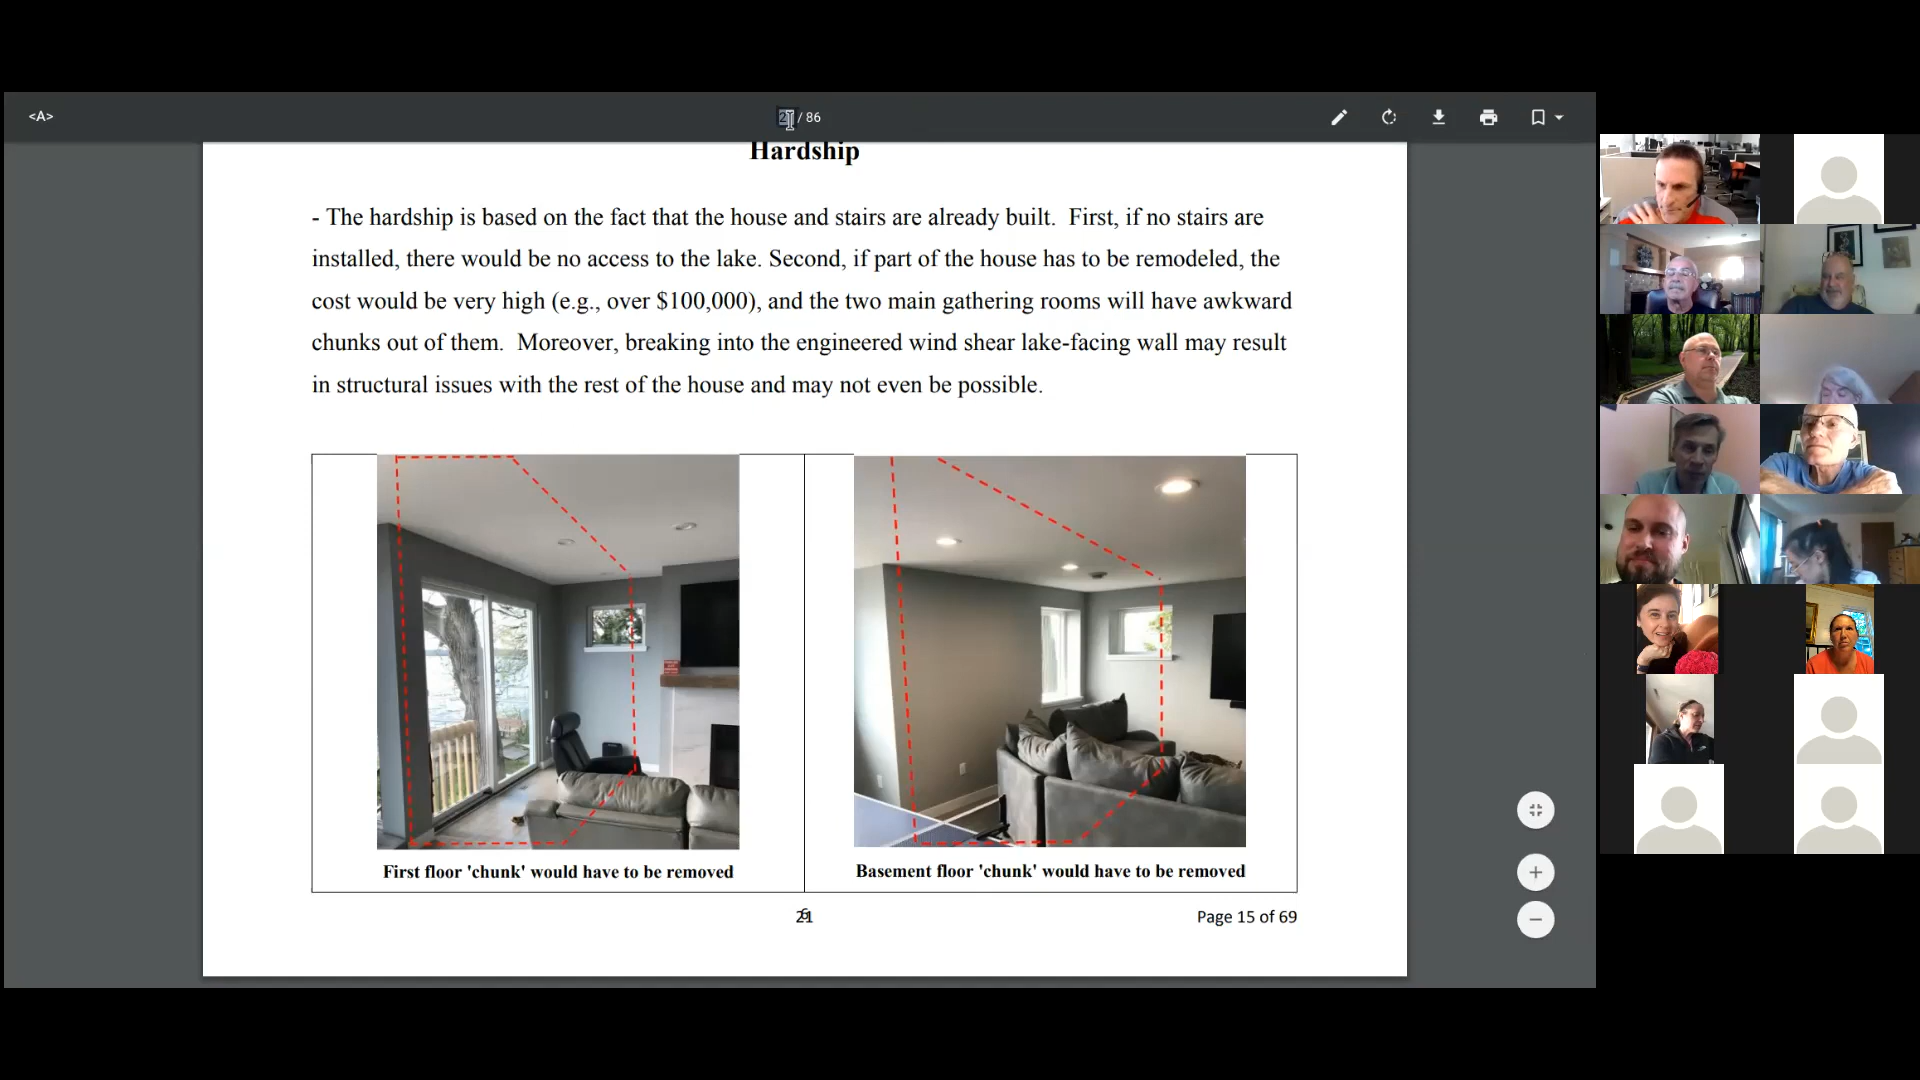 <A>
/ 86
Hardship
- The hardship is based on the fact that the house and stairs are already built.  First, if no stairs are
installed, there would be no access to the lake. Second, if part of the house has to be remodeled, the
cost would be very high (e.g., over $100,000), and the two main gathering rooms will have awkward
chunks out of them.  Moreover, breaking into the engineered wind shear lake-facing wall may result
in structural issues with the rest of the house and may not even be possible.
First floor 'chunk' would have to be removed
Basement floor 'chunk' would have to be removed
21
Page 15 of 69